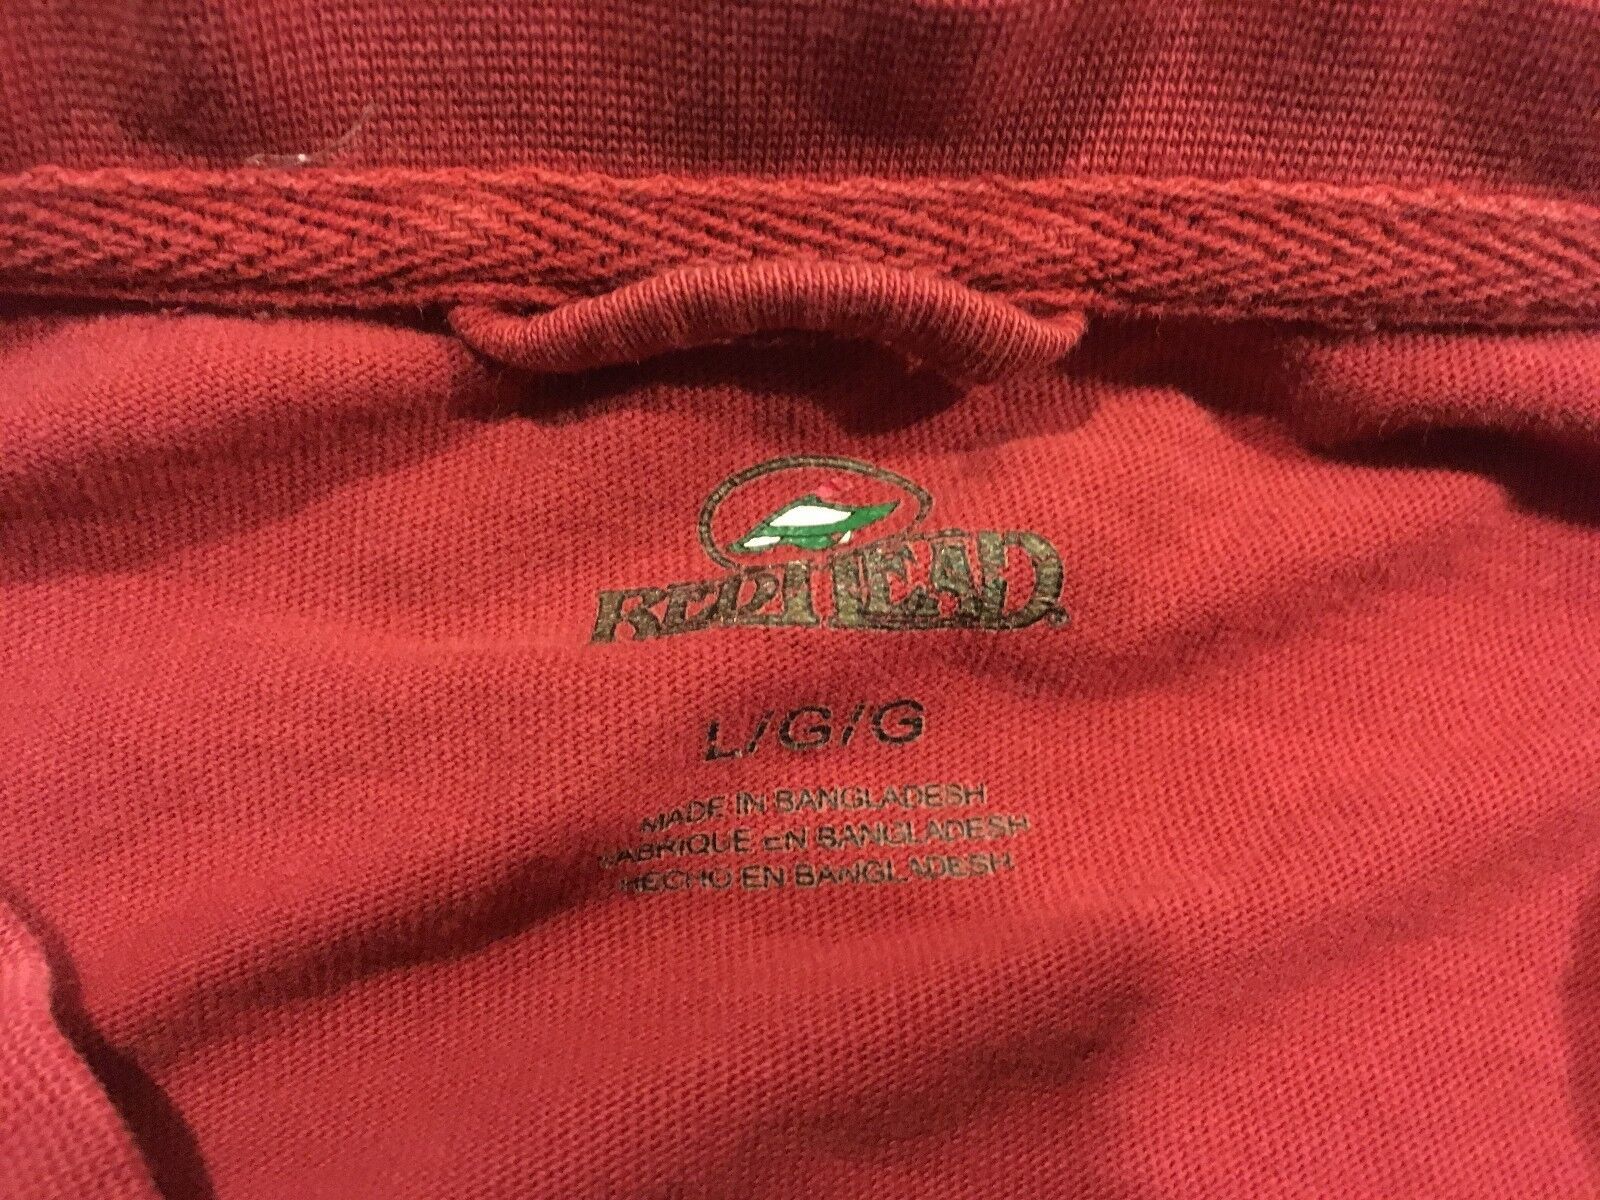 REDHEAD®
L/G/G
MADE IN BANGLADESH
FABRIQUE EN BANGLADESH
HECHO EN BANGLADESH